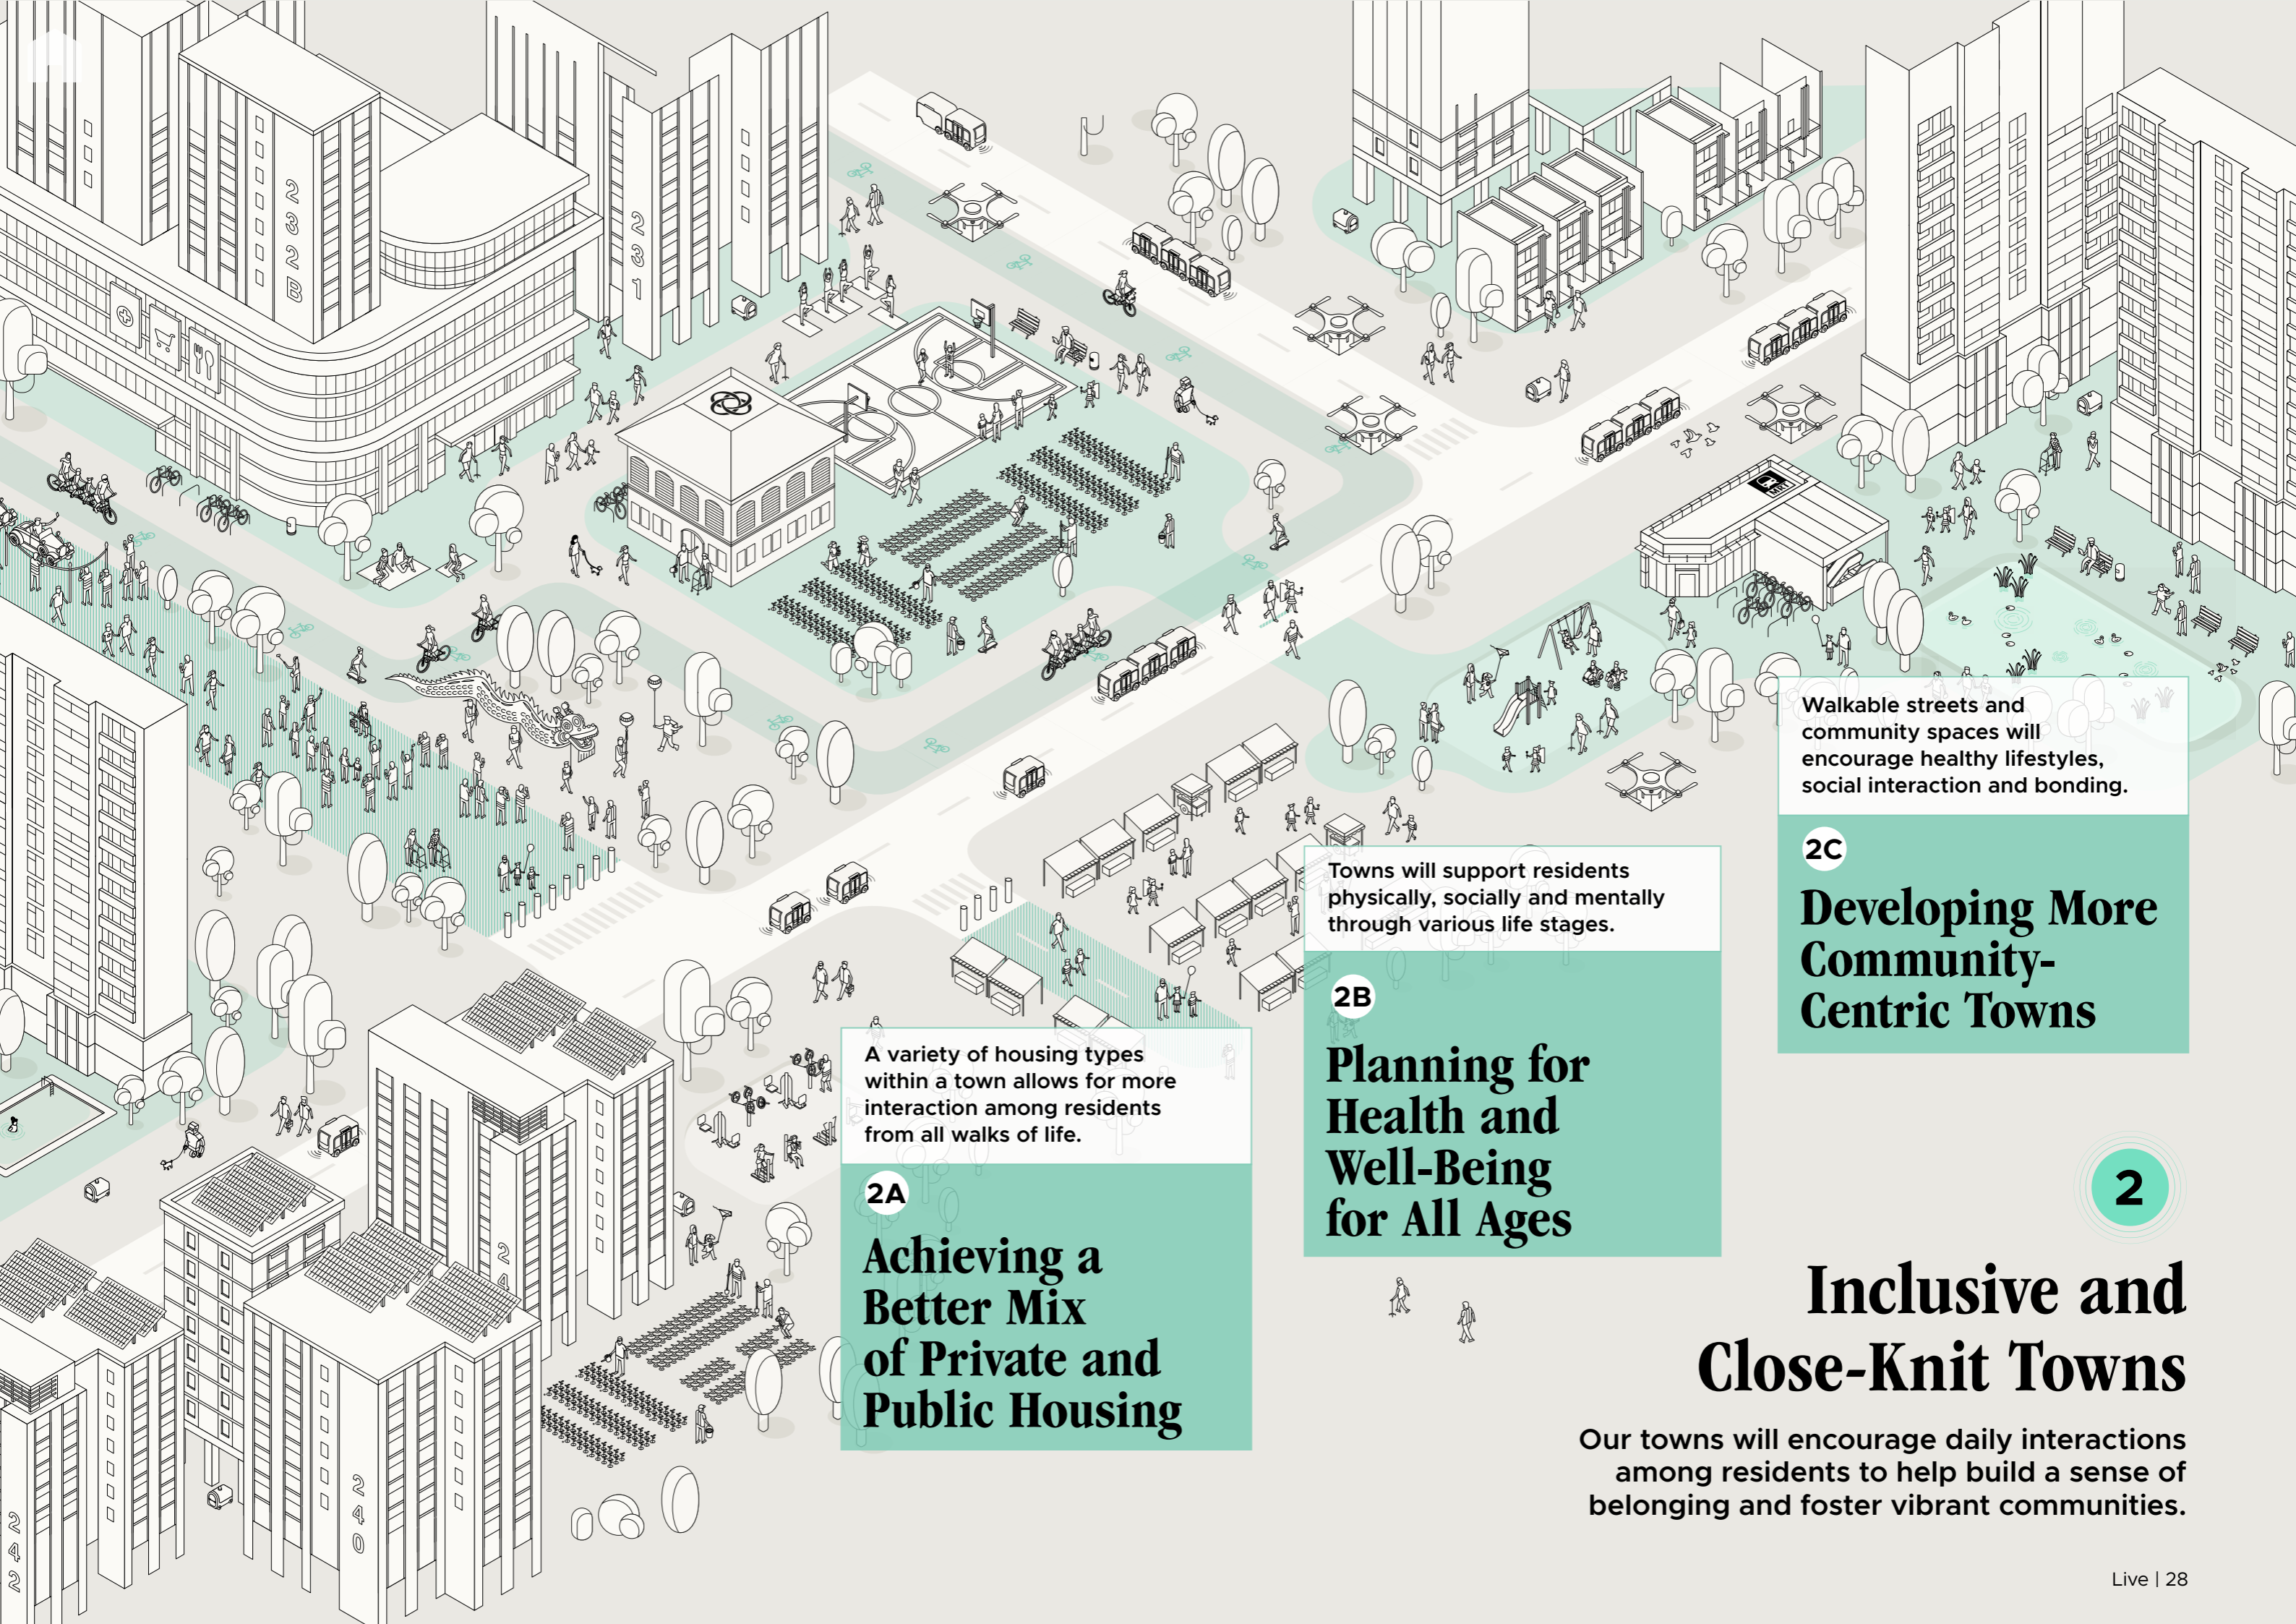 232B
231
MRT
Walkable streets and
community spaces will
encourage healthy lifestyles,
social interaction and bonding.
2C
Developing More
Community-
Centric Towns
Towns will support residents
physically, socially and mentally
through various life stages.
2B
Planning for
Health and
Well-Being
for All Ages
A variety of housing types
within a town allows for more
interaction among residents
from all walks of life.
2A
Achieving a
Better Mix
of Private and
Public Housing
24
240
242
2
Inclusive and
Close-Knit Towns
Our towns will encourage daily interactions
among residents to help build a sense of
belonging and foster vibrant communities.
Live | 28